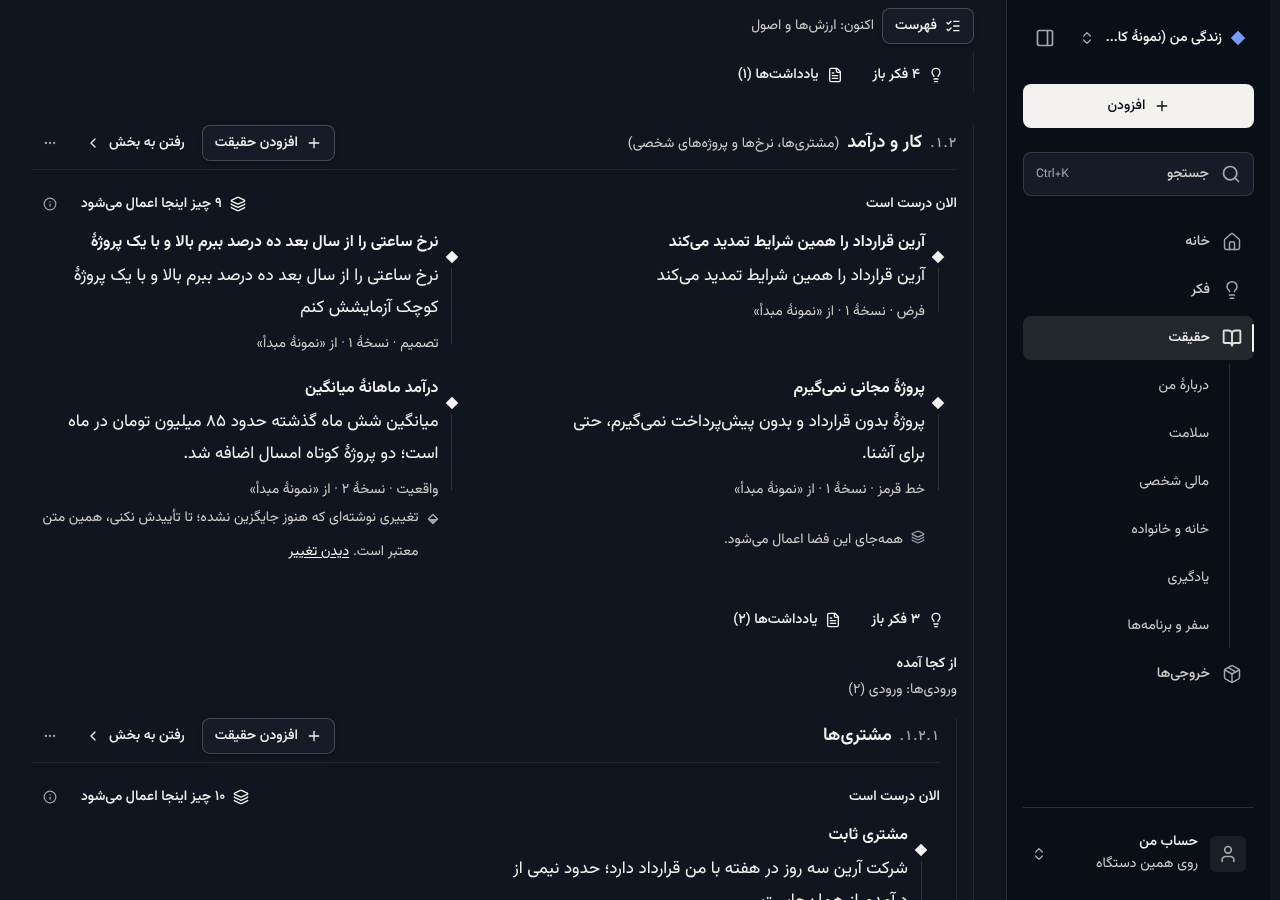 زندگی من (نمونهٔ کا...
افزودن
جستجو
Ctrl+K
خانه
فکر
حقیقت
دربارهٔ من
سلامت
مالی شخصی
خانه و خانواده
یادگیری
سفر و برنامه‌ها
خروجی‌ها
حساب من
روی همین دستگاه
فهرست
اکنون: ارزش‌ها و اصول
۴ فکر باز
یادداشت‌ها (۱)
۱.۲. کار و درآمد (مشتری‌ها، نرخ‌ها و پروژه‌های شخصی)
افزودن حقیقت
رفتن به بخش
الان درست است
۹ چیز اینجا اعمال می‌شود
آرین قرارداد را همین شرایط تمدید می‌کند
آرین قرارداد را همین شرایط تمدید می‌کند
فرض · نسخهٔ ۱ · از «نمونهٔ مبدأ»
نرخ ساعتی را از سال بعد ده درصد ببرم بالا و با یک پروژهٔ
نرخ ساعتی را از سال بعد ده درصد ببرم بالا و با یک پروژهٔ
کوچک آزمایشش کنم
تصمیم · نسخهٔ ۱ · از «نمونهٔ مبدأ»
پروژهٔ مجانی نمی‌گیرم
پروژهٔ بدون قرارداد و بدون پیش‌پرداخت نمی‌گیرم، حتی
برای آشنا.
خط قرمز · نسخهٔ ۱ · از «نمونهٔ مبدأ»
همه‌جای این فضا اعمال می‌شود.
درآمد ماهانهٔ میانگین
میانگین شش ماه گذشته حدود ۸۵ میلیون تومان در ماه
است؛ دو پروژهٔ کوتاه امسال اضافه شد.
واقعیت · نسخهٔ ۲ · از «نمونهٔ مبدأ»
تغییری نوشته‌ای که هنوز جایگزین نشده؛ تا تأییدش نکنی، همین متن
معتبر است. دیدن تغییر
۳ فکر باز
یادداشت‌ها (۲)
از کجا آمده
ورودی‌ها: ورودی (۲)
۱.۲.۱. مشتری‌ها
افزودن حقیقت
رفتن به بخش
الان درست است
۱۰ چیز اینجا اعمال می‌شود
مشتری ثابت
شرکت آرین سه روز در هفته با من قرارداد دارد؛ حدود نیمی از